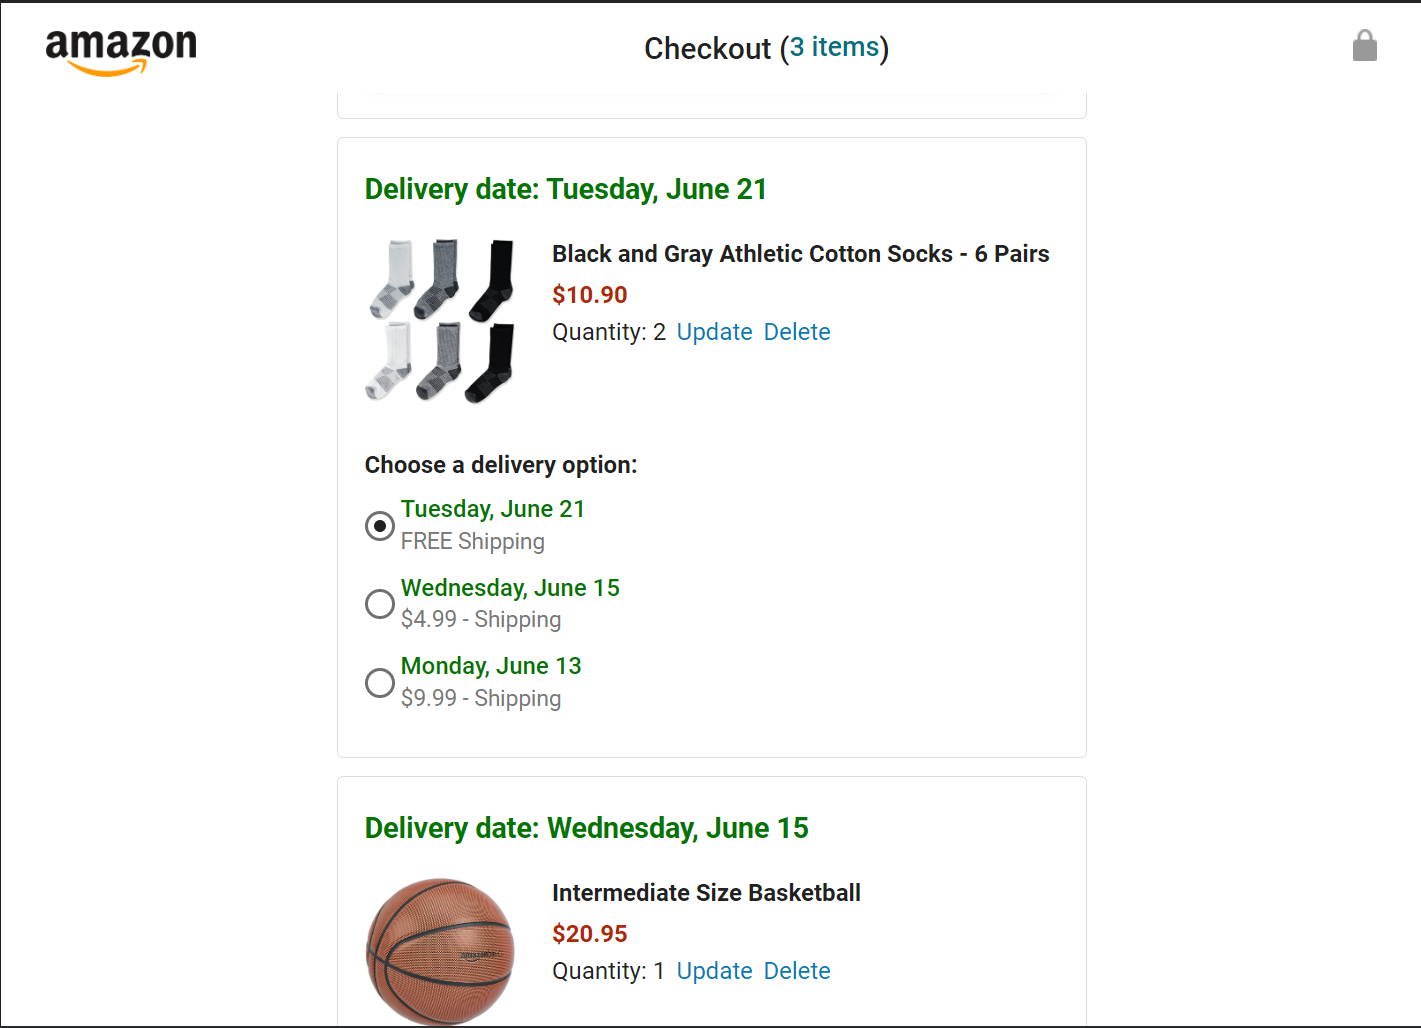 amazon
Checkout (3 items)
Delivery date: Tuesday, June 21
Black and Gray Athletic Cotton Socks - 6 Pairs
$10.90
Quantity: 2 Update Delete
Choose a delivery option:
Tuesday, June 21
FREE Shipping
Wednesday, June 15
$4.99 - Shipping
Monday, June 13
$9.99 - Shipping
Delivery date: Wednesday, June 15
Intermediate Size Basketball
$20.95
Quantity: 1 Update Delete